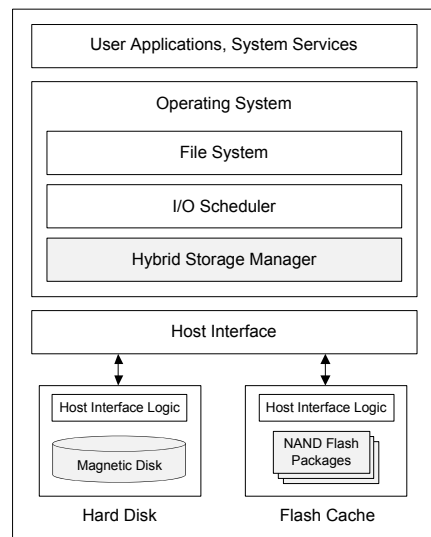 User Applications, System Services
Operating System
File System
I/O Scheduler
Hybrid Storage Manager
Host Interface
Host Interface Logic
Magnetic Disk
Hard Disk
Host Interface Logic
NAND Flash
Packages
Flash Cache